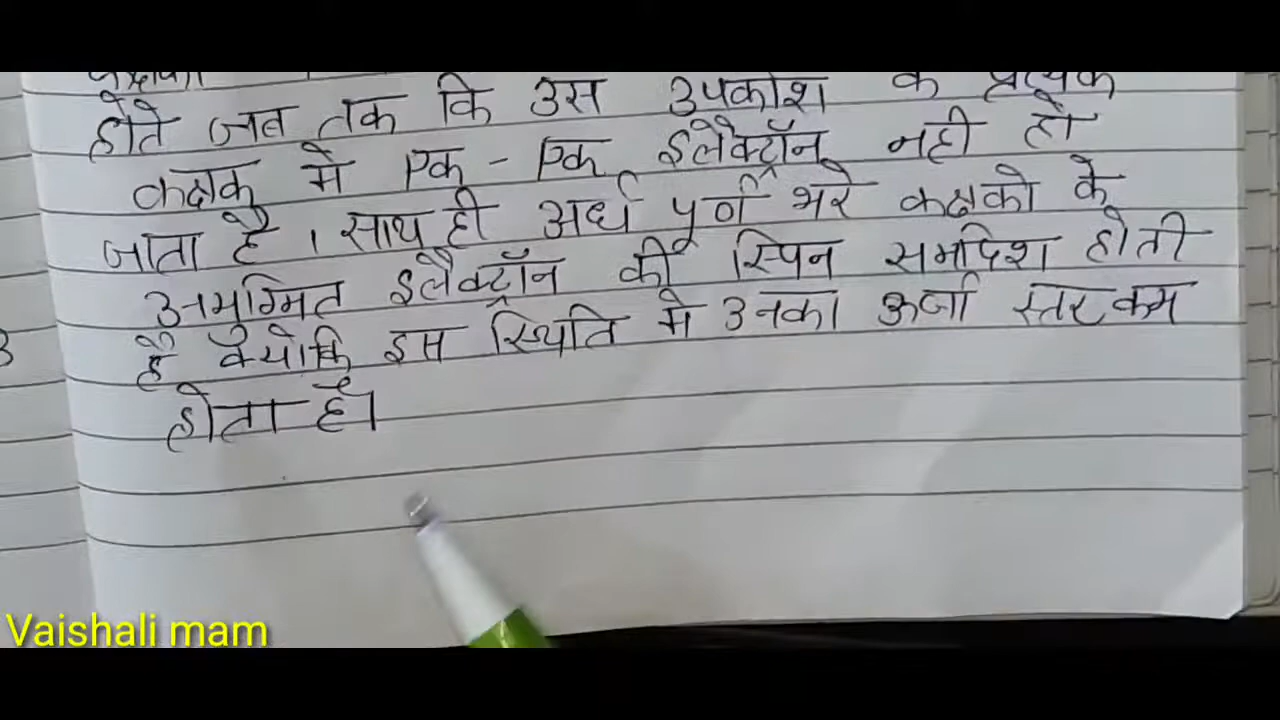 होते जब तक कि उस उपकोश के प्रत्येक
कक्षक मे एक - एक इलैक्ट्रॉन नही हो
जाता है । साथ ही अर्ध पूर्ण भरे कक्षको के
अयुग्मित इलैक्ट्रॉन की स्पिन समदिश होती
है क्योकि इस स्थिति मे उनका ऊर्जा स्तर कम
होता है।
Vaishali mam